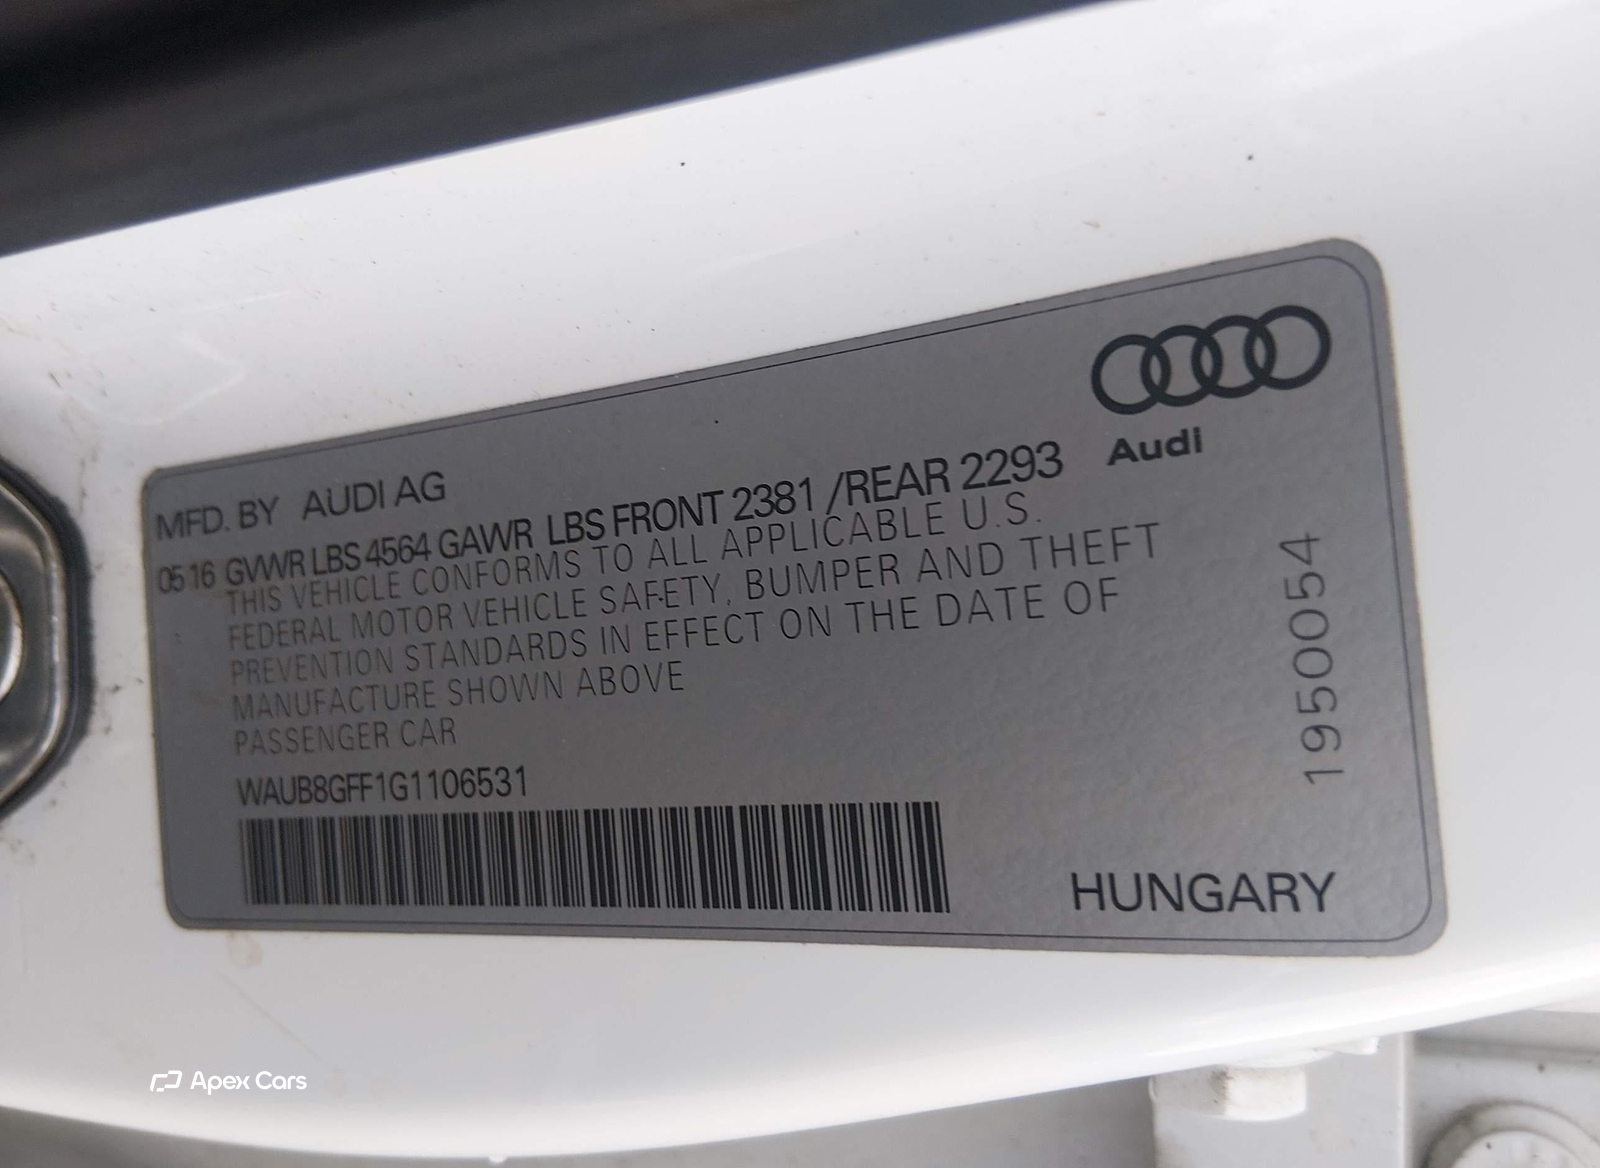 Audi
MFD. BY AUDI AG
05 16 GVWR LBS 4564 GAWR LBS FRONT 2381 /REAR 2293
THIS VEHICLE CONFORMS TO ALL APPLICABLE U.S.
FEDERAL MOTOR VEHICLE SAFETY, BUMPER AND THEFT
PREVENTION STANDARDS IN EFFECT ON THE DATE OF
MANUFACTURE SHOWN ABOVE
PASSENGER CAR
WAUB8GFF1G1106531
1950054
HUNGARY
Apex Cars